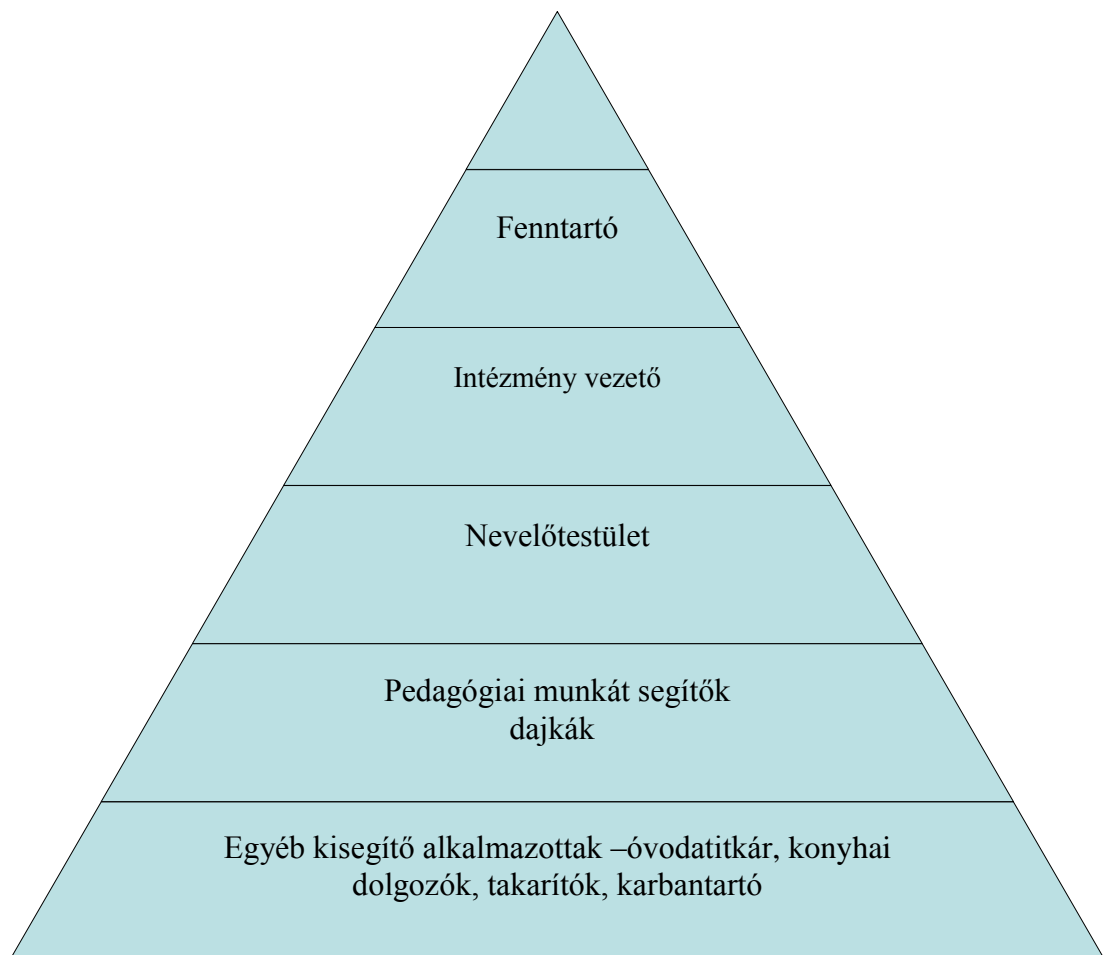 Fenntartó
Intézmény vezető
Nevelőtestület
Pedagógiai munkát segítők
dajkák
Egyéb kisegítő alkalmazottak –óvodatitkár, konyhai
dolgozók, takarítók, karbantartó